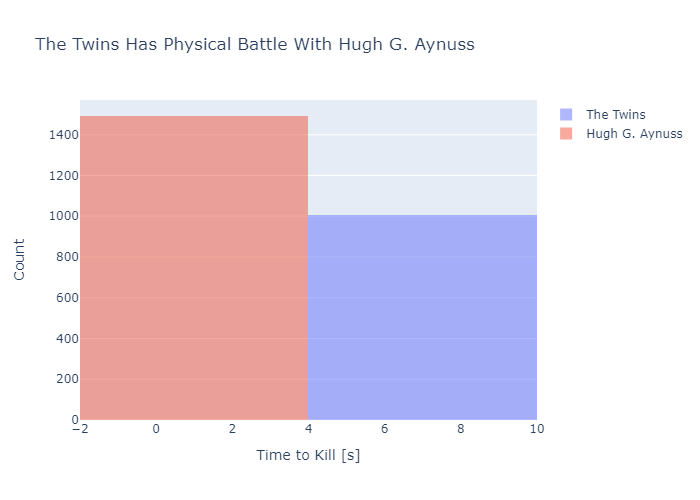 The Twins Has Physical Battle With Hugh G. Aynuss
The Twins
Hugh G. Aynuss
1400
1200
1000
800
600
400
200
0
Count
−2 0 2 4 6 8 10
Time to Kill [s]